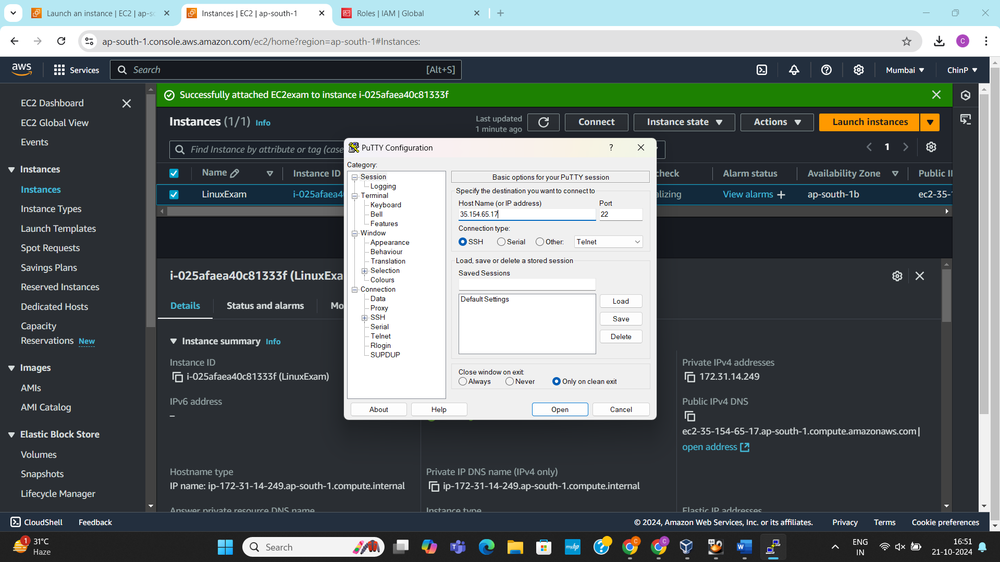 Launch an instance | EC2 | ap-so
Instances | EC2 | ap-south-1
Roles | IAM | Global
ap-south-1.console.aws.amazon.com/ec2/home?region=ap-south-1#Instances:
C
aws
Services
Search
[Alt+S]
Mumbai
ChinP
EC2 Dashboard
EC2 Global View
Events
Instances
Instances
Instance Types
Launch Templates
Spot Requests
Savings Plans
Reserved Instances
Dedicated Hosts
Capacity
Reservations New
Images
AMIs
AMI Catalog
Elastic Block Store
Volumes
Snapshots
Lifecycle Manager
Successfully attached EC2exam to instance i-025afaea40c81333f
Instances (1/1) Info
Last updated
1 minute ago
Connect
Instance state
Actions
Launch instances
Find Instance by attribute or tag (case
1
Name
Instance ID
check
Alarm status
Availability Zone
Public I
LinuxExam
i-025afaea4
alizing
View alarms +
ap-south-1b
ec2-35-
i-025afaea40c81333f (LinuxExa
Details
Status and alarms
Mo
Instance summary Info
Instance ID
i-025afaea40c81333f (LinuxExam)
IPv6 address
–
Private IPv4 addresses
172.31.14.249
Public IPv4 DNS
ec2-35-154-65-17.ap-south-1.compute.amazonaws.com |
open address
Hostname type
IP name: ip-172-31-14-249.ap-south-1.compute.internal
Private IP DNS name (IPv4 only)
ip-172-31-14-249.ap-south-1.compute.internal
Answer private resource DNS name
Instance type
Elastic IP addresses
PuTTY Configuration
?
Category:
Session
Logging
Terminal
Keyboard
Bell
Features
Window
Appearance
Behaviour
Translation
Selection
Colours
Connection
Data
Proxy
SSH
Serial
Telnet
Rlogin
SUPDUP
Basic options for your PuTTY session
Specify the destination you want to connect to
Host Name (or IP address)
Port
35.154.65.17
22
Connection type:
SSH
Serial
Other:
Telnet
Load, save or delete a stored session
Saved Sessions
Default Settings
Load
Save
Delete
Close window on exit:
Always
Never
Only on clean exit
About
Help
Open
Cancel
CloudShell
Feedback
© 2024, Amazon Web Services, Inc. or its affiliates.
Privacy
Terms
Cookie preferences
1
31°C
Haze
Search
myhp
C
C
64
W
ENG
IN
16:51
21-10-2024